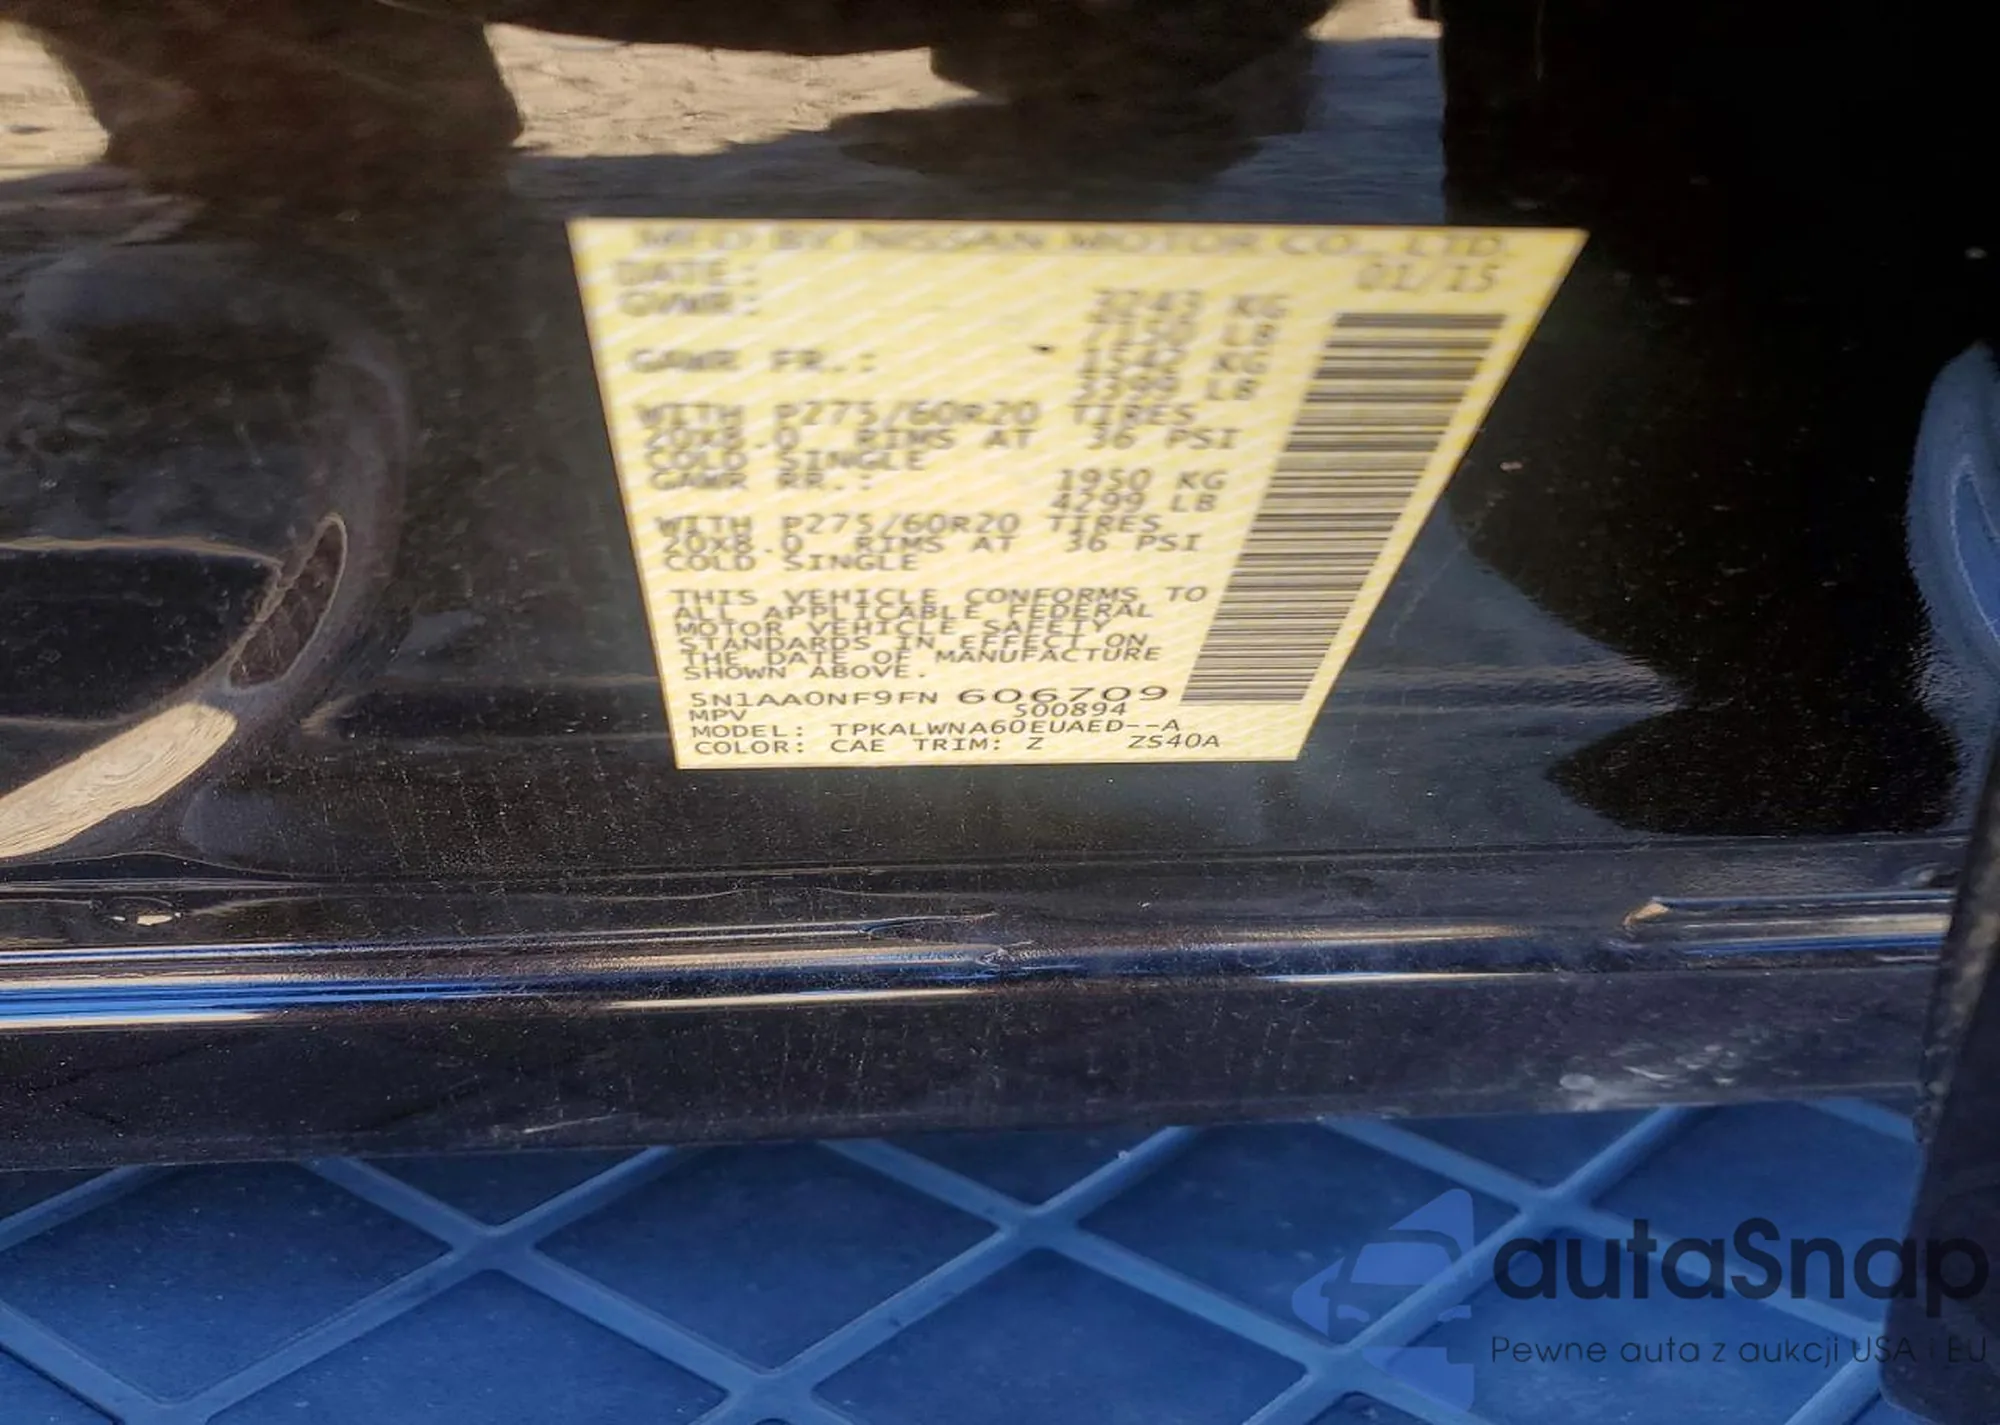 MFD BY NISSAN MOTOR CO., LTD.
DATE: 01/15
GVWR: 3243 KG
7150 LB
GAWR FR.: 1542 KG
3399 LB
WITH P275/60R20 TIRES
20X8.0 RIMS AT 36 PSI
COLD SINGLE
GAWR RR.: 1950 KG
4299 LB
WITH P275/60R20 TIRES
20X8.0 RIMS AT 36 PSI
COLD SINGLE
THIS VEHICLE CONFORMS TO
ALL APPLICABLE FEDERAL
MOTOR VEHICLE SAFETY
STANDARDS IN EFFECT ON
THE DATE OF MANUFACTURE
SHOWN ABOVE.
5N1AA0NF9FN 606709
MPV 500894
MODEL: TPKALWNA60EUAED--A
COLOR: CAE TRIM: Z ZS40A
autaSnap
Pewne auta z aukcji USA i EU